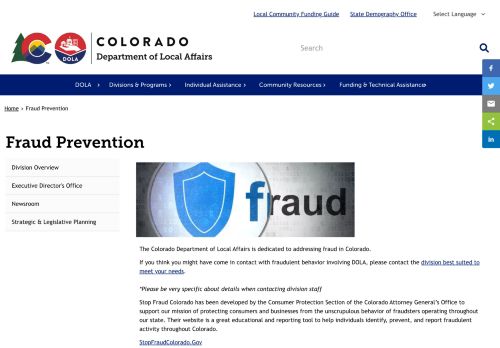 Local Community Funding Guide State Demography Office Select Language
COLORADO
Department of Local Affairs
DOLA
Search
DOLA Divisions & Programs Individual Assistance Community Resources Funding & Technical Assistance
Home › Fraud Prevention
Fraud Prevention
Division Overview
Executive Director's Office
Newsroom
Strategic & Legislative Planning
fraud
The Colorado Department of Local Affairs is dedicated to addressing fraud in Colorado.
If you think you might have come in contact with fraudulent behavior involving DOLA, please contact the division best suited to
meet your needs.
*Please be very specific about details when contacting division staff
Stop Fraud Colorado has been developed by the Consumer Protection Section of the Colorado Attorney General's Office to
support our mission of protecting consumers and businesses from the unscrupulous behavior of fraudsters operating throughout
our state. Their website is a great educational and reporting tool to help individuals identify, prevent, and report fraudulent
activity throughout Colorado.
StopFraudColorado.Gov